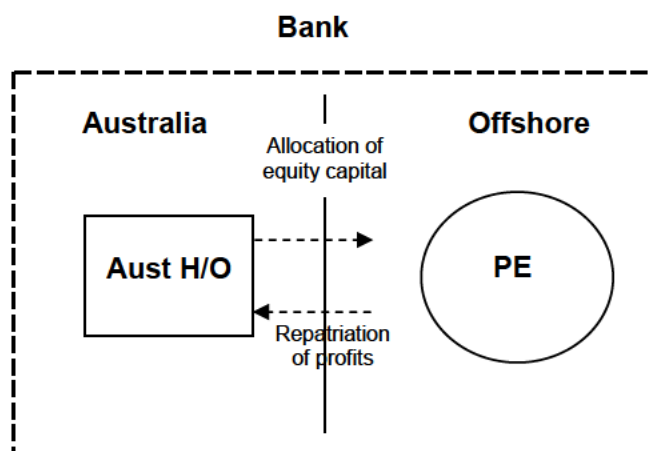 Bank
Australia
Offshore
Allocation of
equity capital
Aust H/O
PE
Repatriation
of profits